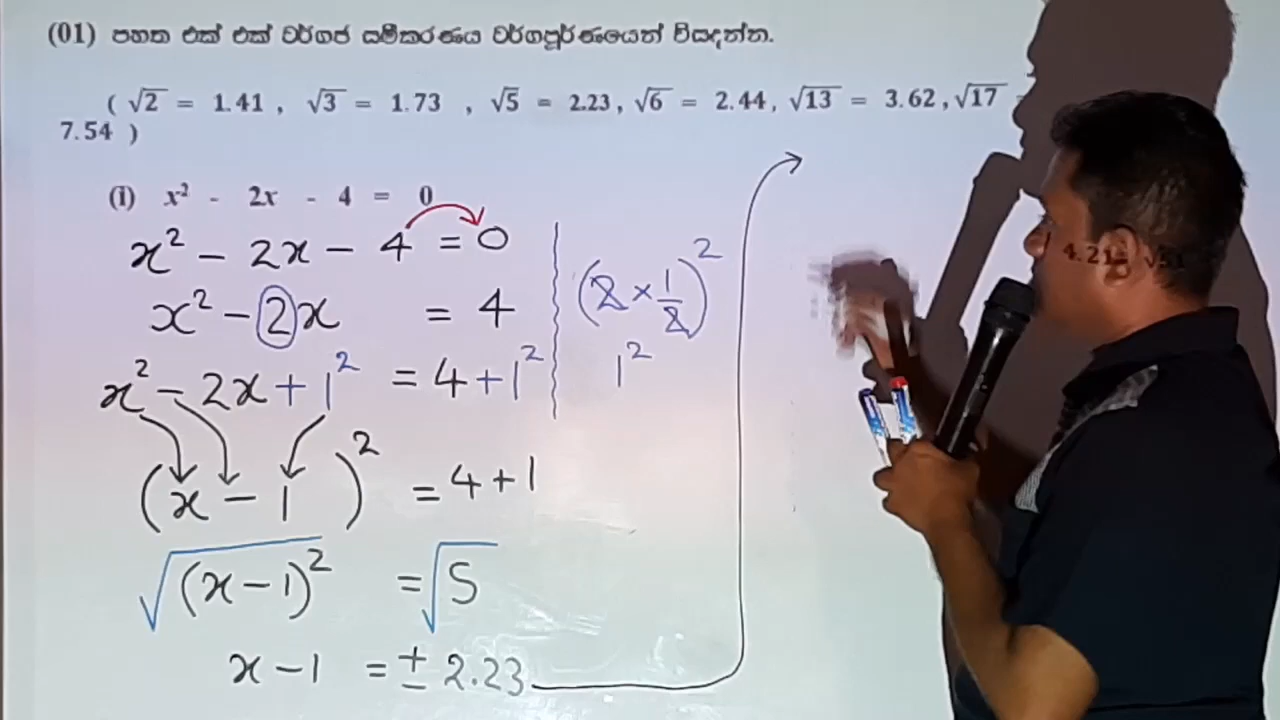 (01) පහත එක් එක් වර්ගජ සමීකරණය වර්ගපූර්ණයෙන් විසඳන්න.
( √2 = 1.41 , √3 = 1.73 , √5 = 2.23, √6 = 2.44, √13 = 3.62, √17
7.54 )
(i) x² - 2x - 4 = 0
x² - 2x - 4 = 0
x² - 2x = 4
x² - 2x + 1² = 4 + 1²
(x - 1)² = 4 + 1
√(x - 1)² = √5
x - 1 = ± 2.23
(2 × 1/2)²
1²
4.21